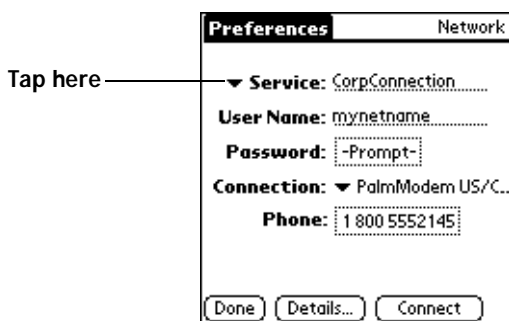 Preferences Network
Tap here
Service: CorpConnection
User Name: mynetname
Password: -Prompt-
Connection: PalmModem US/C..
Phone: 1 800 5552145
Done Details... Connect